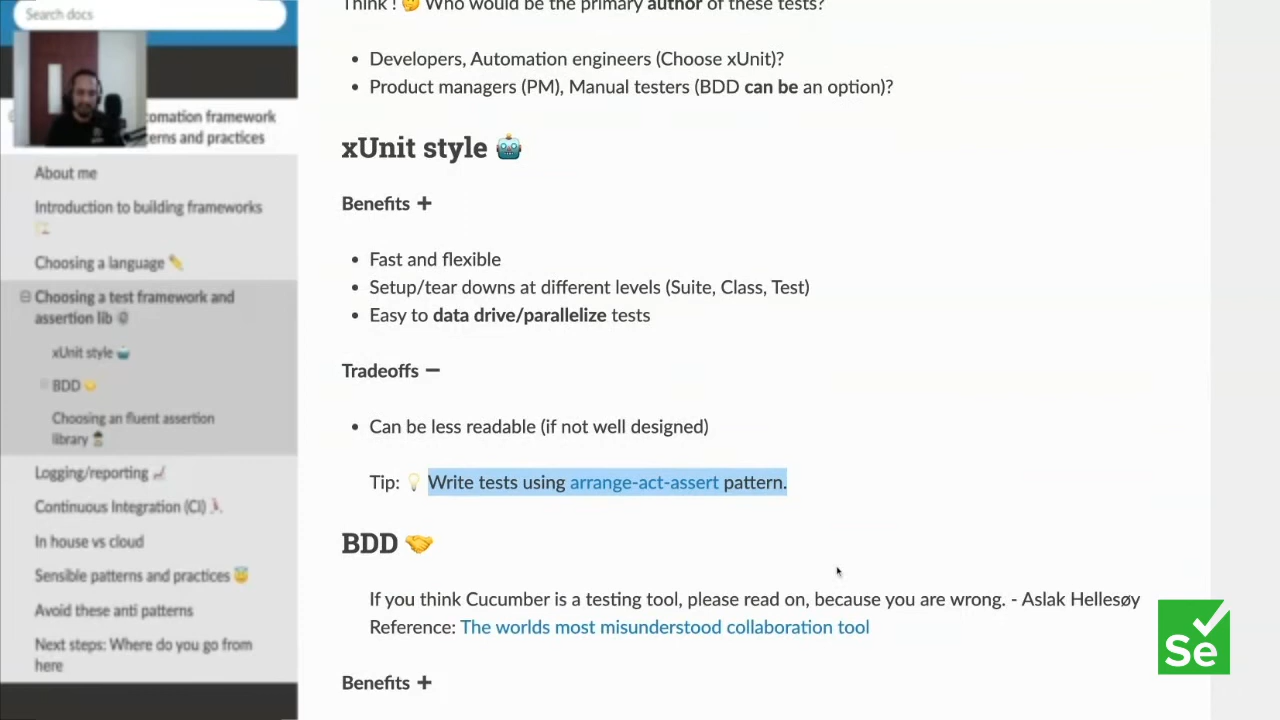 Search docs
omation framework
erns and practices
About me
Introduction to building frameworks
Choosing a language
Choosing a test framework and
assertion lib
xUnit style
BDD
Choosing an fluent assertion
library
Logging/reporting
Continuous Integration (CI)
In house vs cloud
Sensible patterns and practices
Avoid these anti patterns
Next steps: Where do you go from
here
Think ! 🤔 Who would be the primary author of these tests?
• Developers, Automation engineers (Choose xUnit)?
• Product managers (PM), Manual testers (BDD can be an option)?
xUnit style 🤖
Benefits ➕
• Fast and flexible
• Setup/tear downs at different levels (Suite, Class, Test)
• Easy to data drive/parallelize tests
Tradeoffs ➖
• Can be less readable (if not well designed)
Tip: 💡 Write tests using arrange-act-assert pattern.
BDD 🤝
If you think Cucumber is a testing tool, please read on, because you are wrong. - Aslak Hellesøy
Reference: The worlds most misunderstood collaboration tool
Benefits ➕
Se